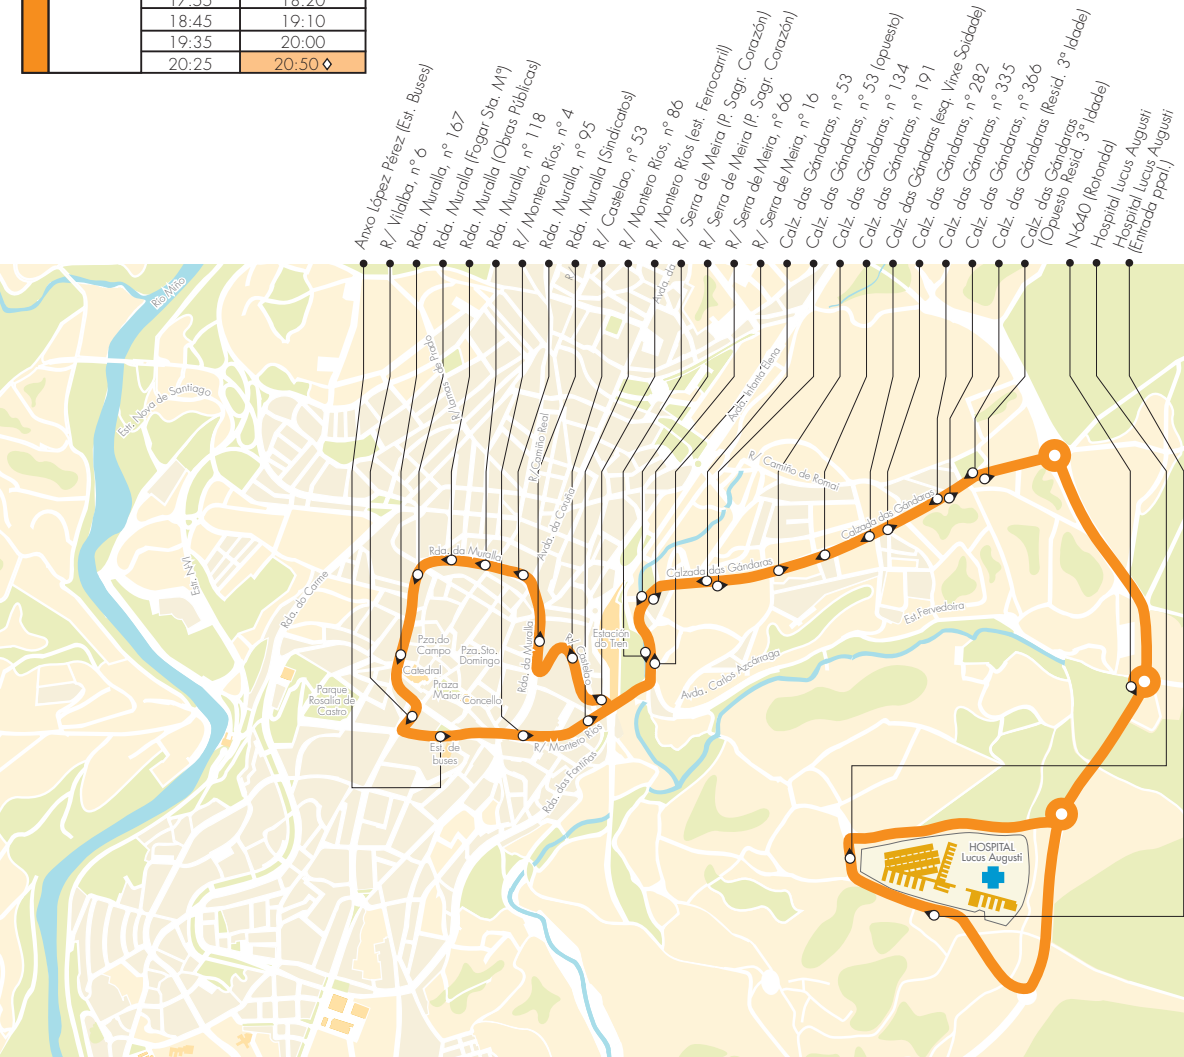 18:45 19:10
19:35 20:00
20:25 20:50 ◊
Anxo López Pérez (Est. Buses)
R/ Vilalba, nº 6
Rda. Muralla, nº 167
Rda. Muralla (Fogar Sta. Mª)
Rda. Muralla (Obras Públicas)
Rda. Muralla, nº 118
R/ Montero Ríos, nº 4
Rda. Muralla, nº 95
Rda. Muralla (Sindicatos)
R/ Castelao, nº 53
R/ Montero Ríos, nº 86
R/ Montero Ríos (est. Ferrocarril)
R/ Serra de Meira (P. Sagr. Corazón)
R/ Serra de Meira (P. Sagr. Corazón)
R/ Serra de Meira, nº 66
R/ Serra de Meira, nº 16
Calz. das Gándaras, nº 53
Calz. das Gándaras, nº 53 (opuesto)
Calz. das Gándaras, nº 134
Calz. das Gándaras, nº 191
Calz. das Gándaras (esq. Virxe Soidade)
Calz. das Gándaras, nº 282
Calz. das Gándaras, nº 335
Calz. das Gándaras, nº 366
Calz. das Gándaras (Resid. 3ª Idade)
Calz. das Gándaras
(Opuesto Resid. 3ª Idade)
N-640 (Rotonda)
Hospital Lucus Augusti
Hospital Lucus Augusti
(Entrada ppal.)
Río Miño
R/
Avda. da
R/ Lamas de Prado
Avda. Infanta Elena
Estr. Nova de Santiago
R/Camiño Real
R/ Camiño de Romai
Avda. da Coruña
Calzada das Gándaras
Rda. da Muralla
Calzada das Gándaras
Estr. N-VI
Rda. do Carme
Est.Fervedoira
Pza.do
Campo
Pza.Sto.
Domingo
Rda. da Muralla
R/ Castelao
Estación
do Tren
Catedral
Praza
Maior
Concello
Avda. Carlos Azcárraga
Parque
Rosalía de
Castro
Est. de
buses
R/ Montero Ríos
Rda. das Fontiñas
HOSPITAL
Lucus Augusti